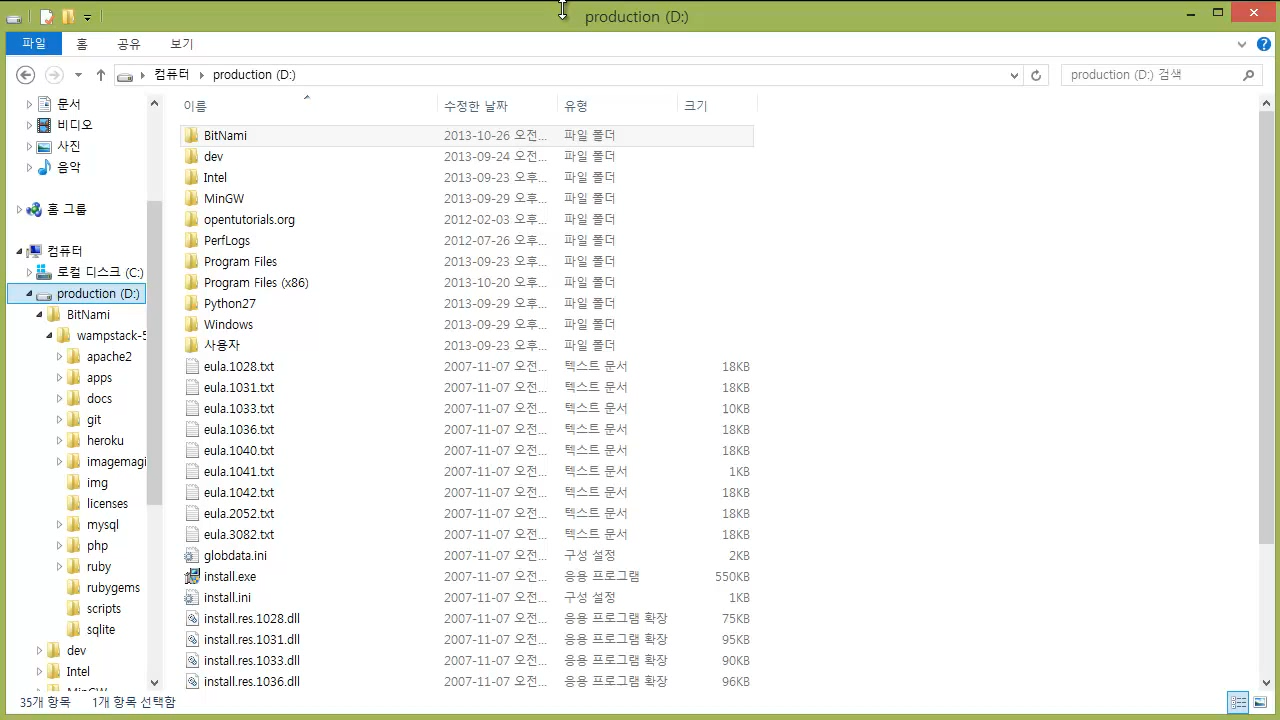 production (D:)
파일 홈 공유 보기
컴퓨터 production (D:) production (D:) 검색
문서
비디오
사진
음악
홈 그룹
컴퓨터
로컬 디스크 (C:)
production (D:)
BitNami
wampstack-5
apache2
apps
docs
git
heroku
imagemagi
img
licenses
mysql
php
ruby
rubygems
scripts
sqlite
dev
Intel
MinGW
이름 수정한 날짜 유형 크기
BitNami 2013-10-26 오전... 파일 폴더
dev 2013-09-24 오전... 파일 폴더
Intel 2013-09-23 오후... 파일 폴더
MinGW 2013-09-29 오후... 파일 폴더
opentutorials.org 2012-02-03 오후... 파일 폴더
PerfLogs 2012-07-26 오후... 파일 폴더
Program Files 2013-09-23 오후... 파일 폴더
Program Files (x86) 2013-10-20 오후... 파일 폴더
Python27 2013-09-29 오후... 파일 폴더
Windows 2013-09-29 오후... 파일 폴더
사용자 2013-09-23 오후... 파일 폴더
eula.1028.txt 2007-11-07 오전... 텍스트 문서 18KB
eula.1031.txt 2007-11-07 오전... 텍스트 문서 18KB
eula.1033.txt 2007-11-07 오전... 텍스트 문서 10KB
eula.1036.txt 2007-11-07 오전... 텍스트 문서 18KB
eula.1040.txt 2007-11-07 오전... 텍스트 문서 18KB
eula.1041.txt 2007-11-07 오전... 텍스트 문서 1KB
eula.1042.txt 2007-11-07 오전... 텍스트 문서 18KB
eula.2052.txt 2007-11-07 오전... 텍스트 문서 18KB
eula.3082.txt 2007-11-07 오전... 텍스트 문서 18KB
globdata.ini 2007-11-07 오전... 구성 설정 2KB
install.exe 2007-11-07 오전... 응용 프로그램 550KB
install.ini 2007-11-07 오전... 구성 설정 1KB
install.res.1028.dll 2007-11-07 오전... 응용 프로그램 확장 75KB
install.res.1031.dll 2007-11-07 오전... 응용 프로그램 확장 95KB
install.res.1033.dll 2007-11-07 오전... 응용 프로그램 확장 90KB
install.res.1036.dll 2007-11-07 오전... 응용 프로그램 확장 96KB
35개 항목 1개 항목 선택함